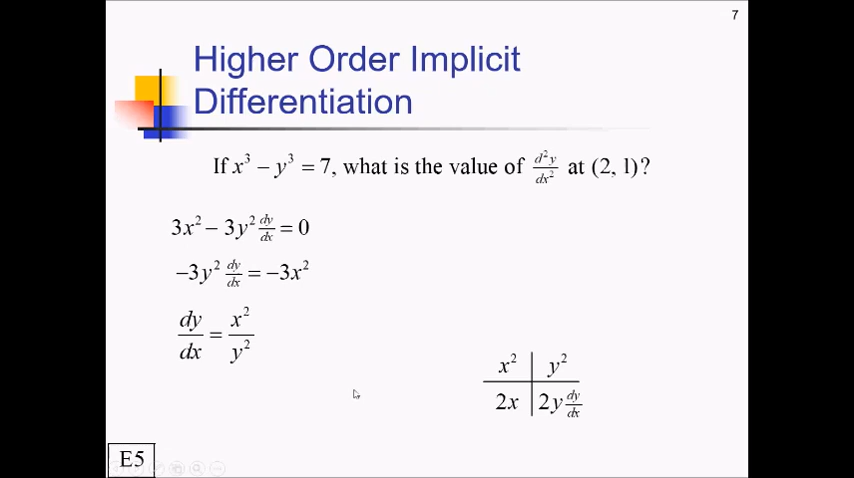 7
Higher Order Implicit
Differentiation
If x³ − y³ = 7, what is the value of d²y/dx² at (2, 1)?
3x² − 3y² dy/dx = 0
−3y² dy/dx = −3x²
dy/dx = x²/y²
x² | y²
2x | 2y dy/dx
E5